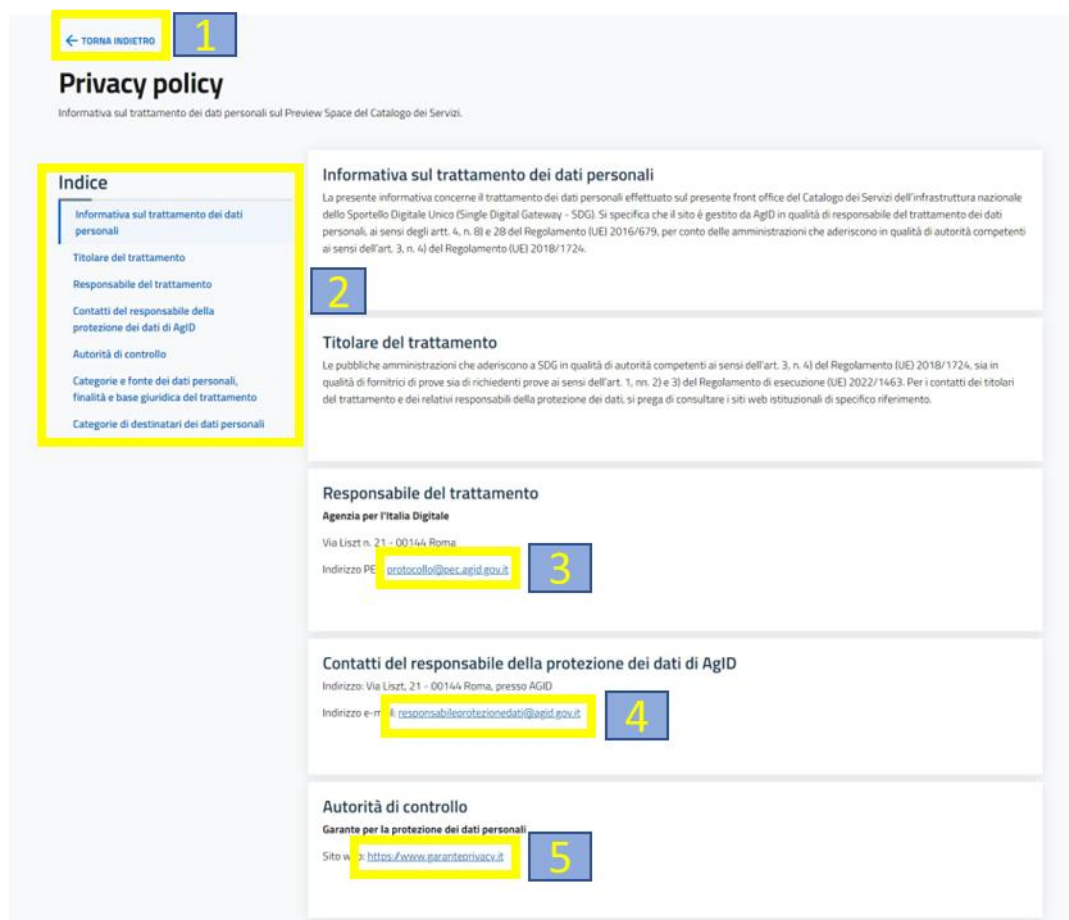 ← TORNA INDIETRO
1
Privacy policy
Informativa sul trattamento dei dati personali sul Preview Space del Catalogo dei Servizi.
Indice
Informativa sul trattamento dei dati
personali
Titolare del trattamento
Responsabile del trattamento
Contatti del responsabile della
protezione dei dati di AgID
Autorità di controllo
Categorie e fonte dei dati personali,
finalità e base giuridica del trattamento
Categorie di destinatari dei dati personali
2
Informativa sul trattamento dei dati personali
La presente informativa concerne il trattamento dei dati personali effettuato sul presente front office del Catalogo dei Servizi dell'infrastruttura nazionale
dello Sportello Digitale Unico (Single Digital Gateway - SDG). Si specifica che il sito è gestito da AgID in qualità di responsabile del trattamento dei dati
personali, ai sensi degli artt. 4, n. 8) e 28 del Regolamento (UE) 2016/679, per conto delle amministrazioni che aderiscono in qualità di autorità competenti
ai sensi dell'art. 3, n. 4) del Regolamento (UE) 2018/1724.
Titolare del trattamento
Le pubbliche amministrazioni che aderiscono a SDG in qualità di autorità competenti ai sensi dell'art. 3, n. 4) del Regolamento (UE) 2018/1724, sia in
qualità di fornitrici di prove sia di richiedenti prove ai sensi dell'art. 1, nn. 2) e 3) del Regolamento di esecuzione (UE) 2022/1463. Per i contatti dei titolari
del trattamento e dei relativi responsabili della protezione dei dati, si prega di consultare i siti web istituzionali di specifico riferimento.
Responsabile del trattamento
Agenzia per l'Italia Digitale
Via Liszt n. 21 - 00144 Roma
Indirizzo PE protocollo@pec.agid.gov.it
3
Contatti del responsabile della protezione dei dati di AgID
Indirizzo: Via Liszt, 21 - 00144 Roma, presso AGID
Indirizzo e-m l: responsabileprotezionedati@agid.gov.it
4
Autorità di controllo
Garante per la protezione dei dati personali
Sito w b: https://www.garanteprivacy.it
5